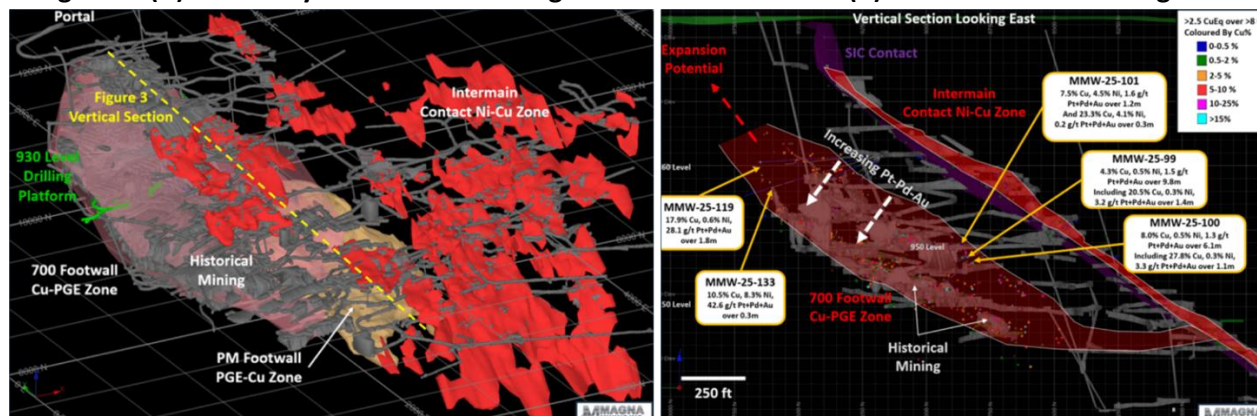 Portal
Figure 3
Vertical Section
Intermain
Contact Ni-Cu Zone
930 Level
Drilling
Platform
Historical
Mining
700 Footwall
Cu-PGE Zone
PM Footwall
PGE-Cu Zone
MAGNA
Vertical Section Looking East
SIC Contact
Expansion
Potential
>2.5 CuEq over >8
Coloured By Cu%
0-0.5 %
0.5-2 %
2-5 %
5-10 %
10-25%
>15%
Intermain
Contact Ni-Cu Zone
MMW-25-101
7.5% Cu, 4.5% Ni, 1.6 g/t
Pt+Pd+Au over 1.2m
And 23.3% Cu, 4.1% Ni,
0.2 g/t Pt+Pd+Au over 0.3m
Increasing Pt-Pd-Au
MMW-25-99
4.3% Cu, 0.5% Ni, 1.5 g/t
Pt+Pd+Au over 9.8m
Including 20.5% Cu, 0.3% Ni,
3.2 g/t Pt+Pd+Au over 1.4m
MMW-25-119
17.9% Cu, 0.6% Ni,
28.1 g/t Pt+Pd+Au
over 1.8m
950 Level
MMW-25-100
8.0% Cu, 0.5% Ni, 1.3 g/t
Pt+Pd+Au over 6.1m
Including 27.8% Cu, 0.3% Ni,
3.3 g/t Pt+Pd+Au over 1.1m
MMW-25-133
10.5% Cu, 8.3% Ni,
42.6 g/t Pt+Pd+Au
over 0.3m
60 Level
50 Level
700 Footwall
Cu-PGE Zone
Historical
Mining
250 ft
MAGNA